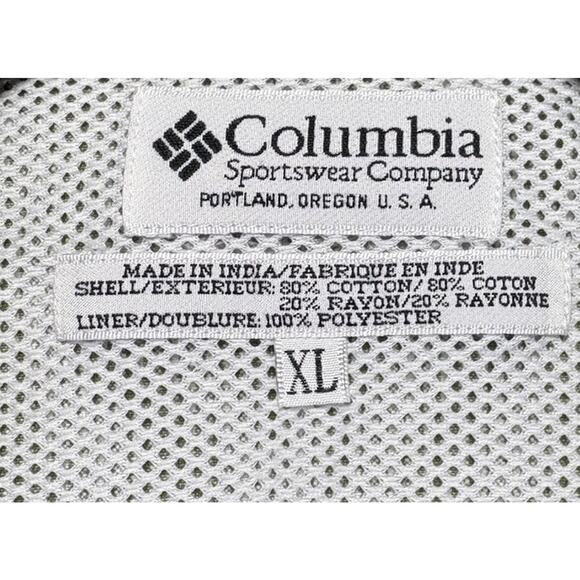 Columbia
Sportswear Company
PORTLAND, OREGON U.S.A.
MADE IN INDIA/FABRIQUE EN INDE
SHELL/EXTERIEUR: 80% COTTON/80% COTON
20% RAYON/20% RAYONNE
LINER/DOUBLURE: 100% POLYESTER
XL